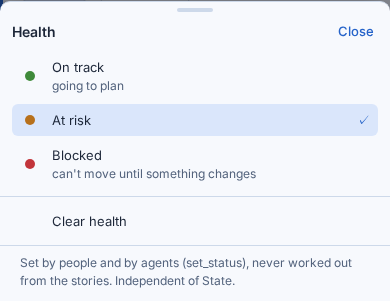 Health
Close
On track
going to plan
At risk
✓
Blocked
can't move until something changes
Clear health
Set by people and by agents (set_status), never worked out
from the stories. Independent of State.